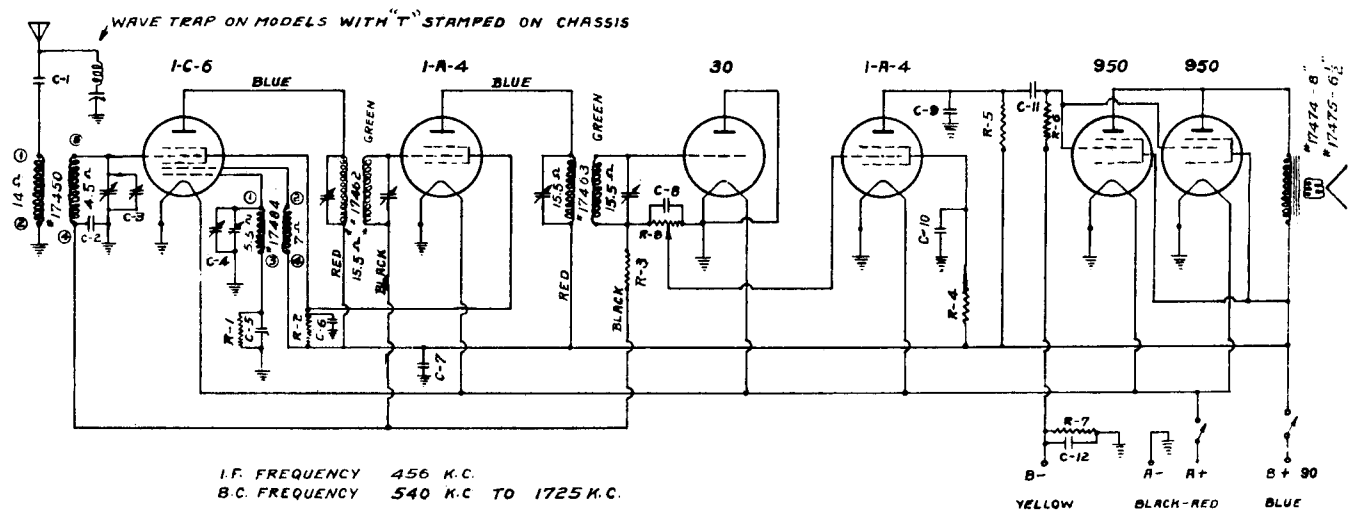 WAVE TRAP ON MODELS WITH "T" STAMPED ON CHASSIS
C-1
1-C-6
BLUE
1-A-4
BLUE
30
1-A-4
950
950
#17474-8"
#17475-6½"
14Ω
#17450
4.5Ω
C-2
C-3
C-4
5.5Ω
#17484
7Ω
R-1
C-5
R-2
C-6
RED
15.5Ω
#17462
GREEN
BLACK
C-7
15.5Ω
#17463
15.5Ω
GREEN
RED
BLACK
R-3
C-8
R-8
C-9
C-10
R-4
R-5
C-11
R-6
R-7
C-12
B-
A-
A+
B+ 90
YELLOW
BLACK-RED
BLUE
I.F. FREQUENCY 456 K.C.
B.C. FREQUENCY 540 K.C TO 1725 K.C.